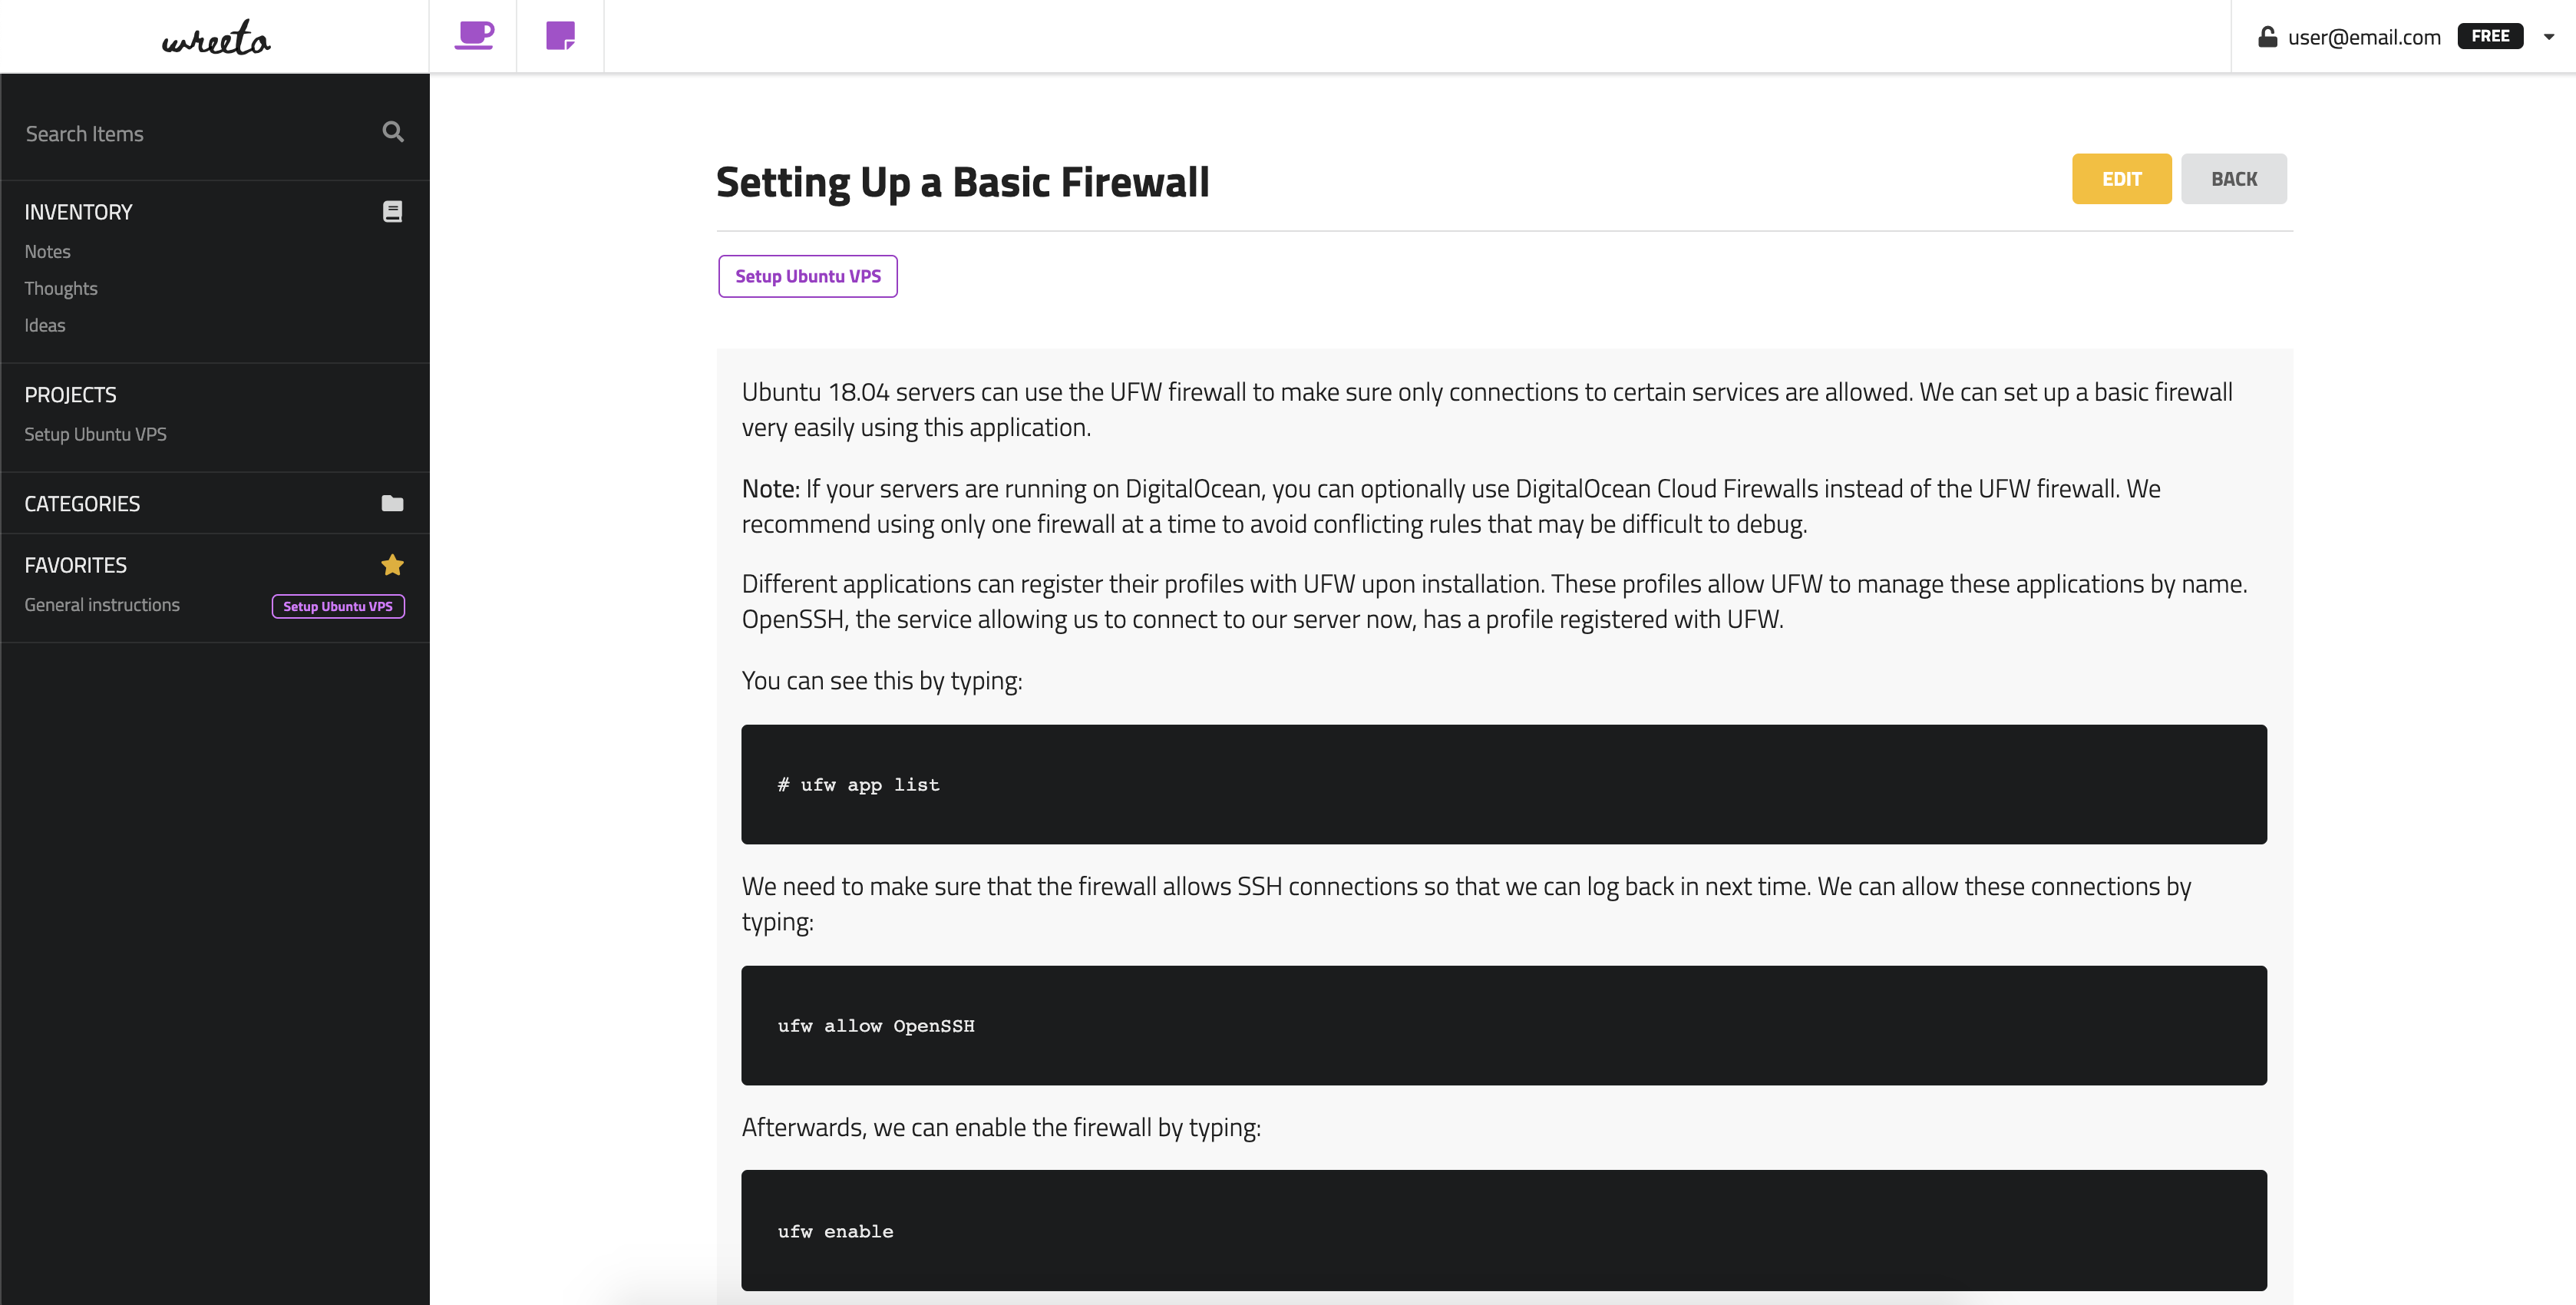 wreeto
user@email.com FREE
Search Items
INVENTORY
Notes
Thoughts
Ideas
PROJECTS
Setup Ubuntu VPS
CATEGORIES
FAVORITES
General instructions Setup Ubuntu VPS
Setting Up a Basic Firewall
EDIT BACK
Setup Ubuntu VPS
Ubuntu 18.04 servers can use the UFW firewall to make sure only connections to certain services are allowed. We can set up a basic firewall
very easily using this application.
Note: If your servers are running on DigitalOcean, you can optionally use DigitalOcean Cloud Firewalls instead of the UFW firewall. We
recommend using only one firewall at a time to avoid conflicting rules that may be difficult to debug.
Different applications can register their profiles with UFW upon installation. These profiles allow UFW to manage these applications by name.
OpenSSH, the service allowing us to connect to our server now, has a profile registered with UFW.
You can see this by typing:
# ufw app list
We need to make sure that the firewall allows SSH connections so that we can log back in next time. We can allow these connections by
typing:
ufw allow OpenSSH
Afterwards, we can enable the firewall by typing:
ufw enable